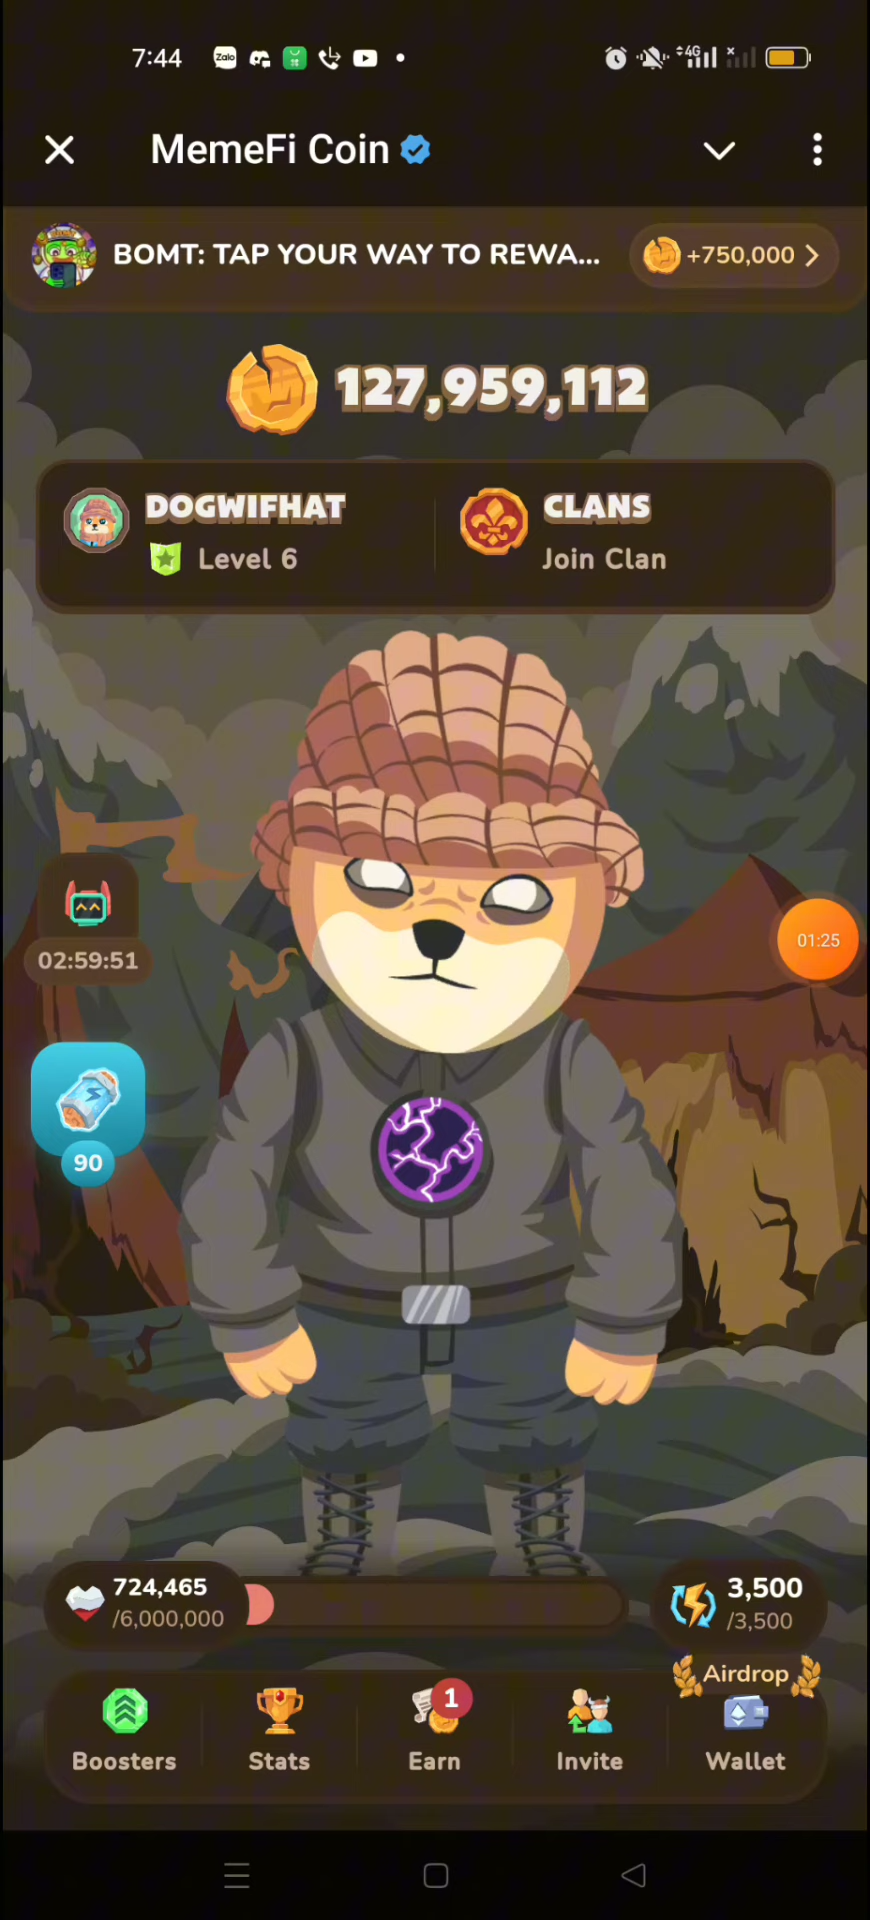 7:44
Zalo
4G
MemeFi Coin
BOMT: TAP YOUR WAY TO REWA...
+750,000
127,959,112
DOGWIFHAT
Level 6
CLANS
Join Clan
02:59:51
01:25
90
724,465
/6,000,000
3,500
/3,500
Airdrop
1
Boosters
Stats
Earn
Invite
Wallet